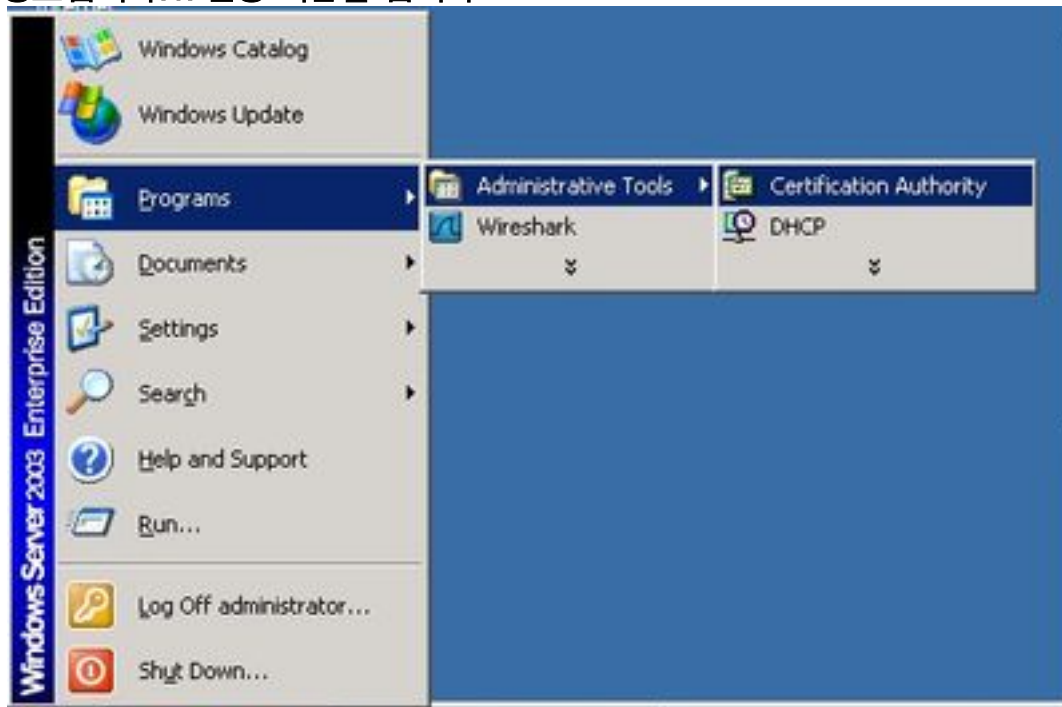 Windows Catalog
Windows Update
Programs
Documents
Settings
Search
Help and Support
Run...
Log Off administrator...
Shut Down...
Administrative Tools
Wireshark
Certification Authority
DHCP
Windows Server 2003 Enterprise Edition